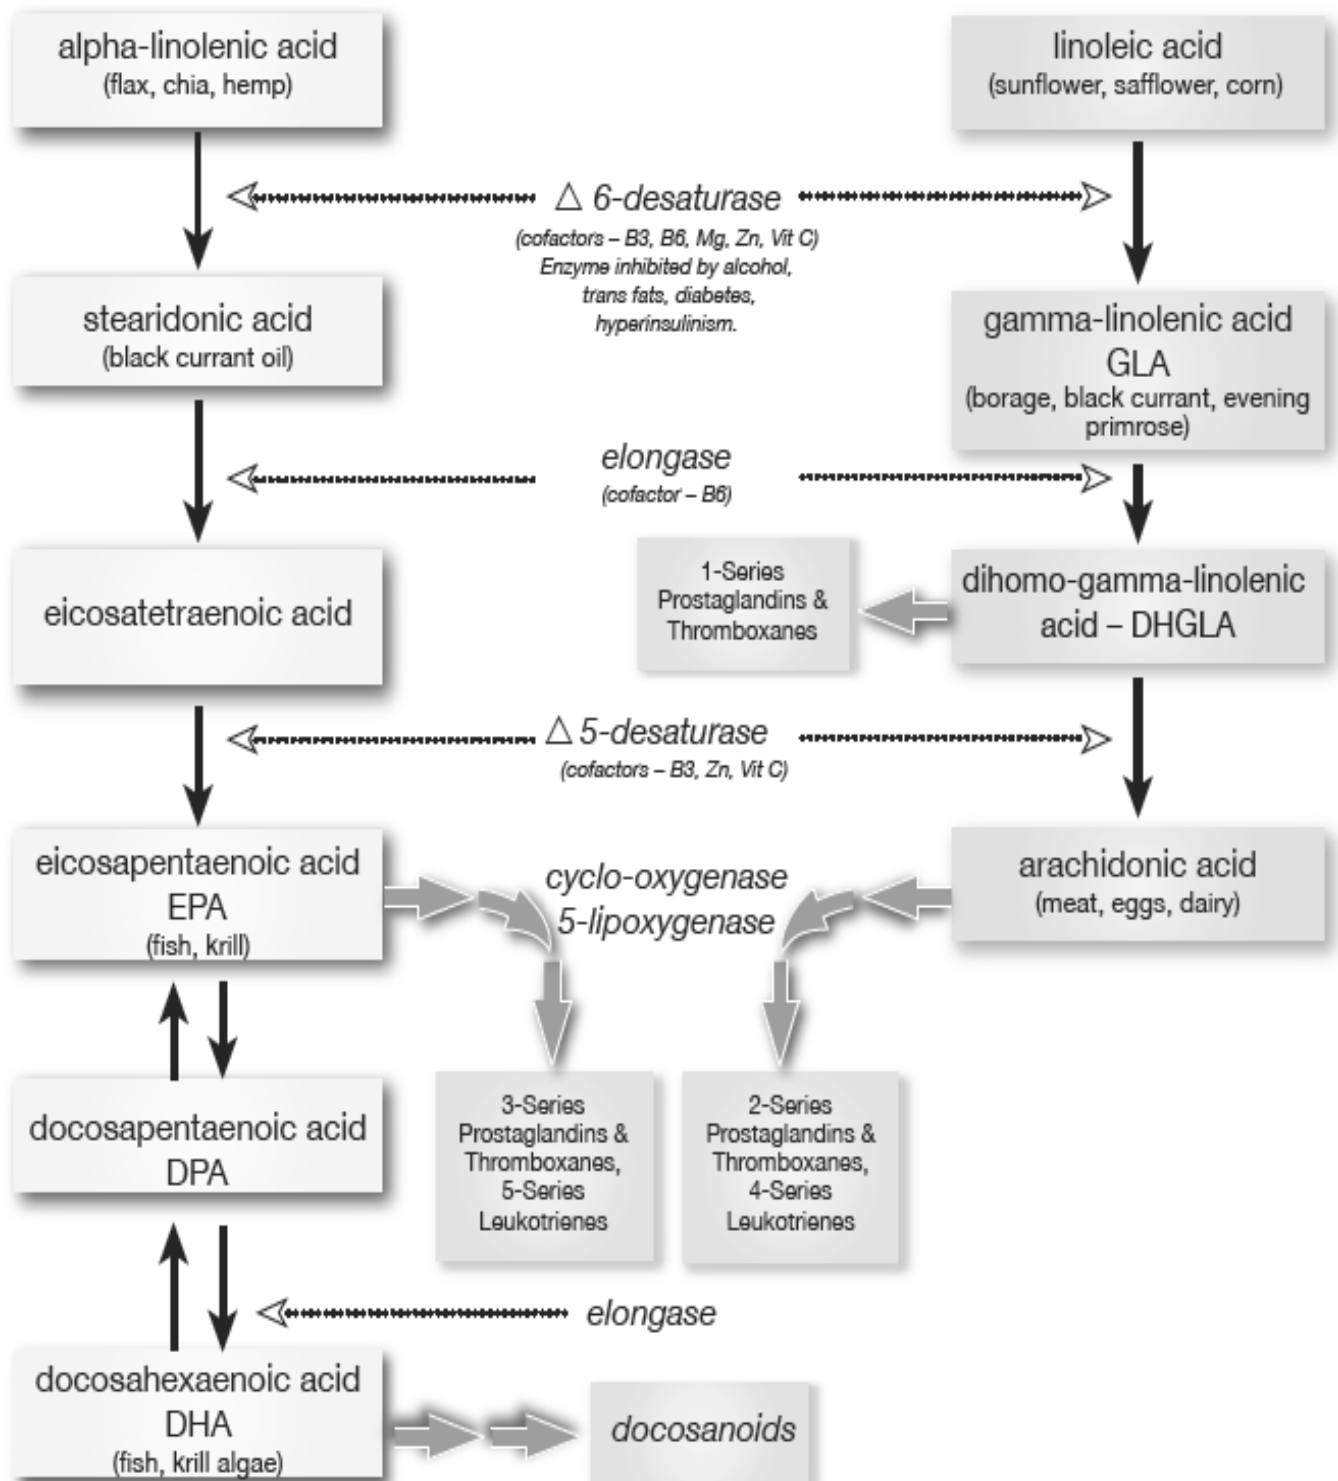 alpha-linolenic acid
(flax, chia, hemp)
linoleic acid
(sunflower, safflower, corn)
△ 6-desaturase
(cofactors – B3, B6, Mg, Zn, Vit C)
Enzyme inhibited by alcohol,
trans fats, diabetes,
hyperinsulinism.
stearidonic acid
(black currant oil)
gamma-linolenic acid
GLA
(borage, black currant, evening
primrose)
elongase
(cofactor – B6)
eicosatetraenoic acid
1-Series
Prostaglandins &
Thromboxanes
dihomo-gamma-linolenic
acid – DHGLA
△ 5-desaturase
(cofactors – B3, Zn, Vit C)
eicosapentaenoic acid
EPA
(fish, krill)
cyclo-oxygenase
5-lipoxygenase
arachidonic acid
(meat, eggs, dairy)
docosapentaenoic acid
DPA
3-Series
Prostaglandins &
Thromboxanes,
5-Series
Leukotrienes
2-Series
Prostaglandins &
Thromboxanes,
4-Series
Leukotrienes
elongase
docosahexaenoic acid
DHA
(fish, krill algae)
docosanoids